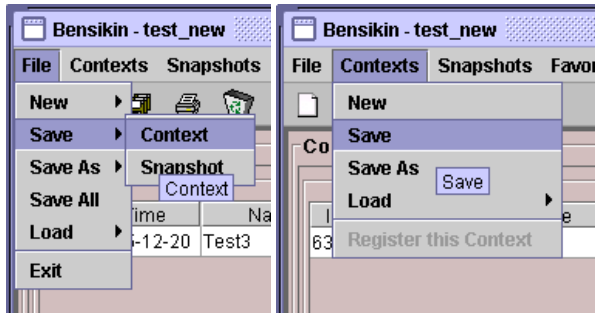 Bensikin - test_new
File Contexts Snapshots
New
Save Context
Save As Snapshot
Context
Save All
Time Na
Load
-12-20 Test3
Exit
Bensikin - test_new
File Contexts Snapshots Favor
New
Co Save
Save As
Save
Load
I e
63 Register this Context